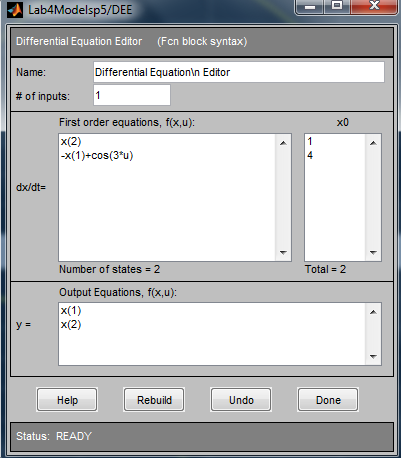 Lab4Modelsp5/DEE
Differential Equation Editor (Fcn block syntax)
Name: Differential Equation\n Editor
# of inputs: 1
First order equations, f(x,u): x0
x(2) 1
-x(1)+cos(3*u) 4
dx/dt=
Number of states = 2 Total = 2
Output Equations, f(x,u):
x(1)
x(2)
y =
Help Rebuild Undo Done
Status: READY